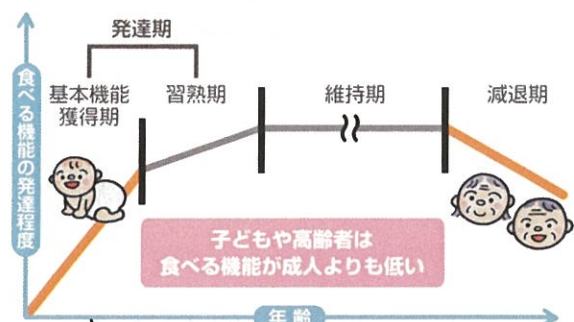 発達期
基本機能
獲得期
習熟期
維持期
減退期
食べる機能の発達程度
子どもや高齢者は
食べる機能が成人よりも低い
年齢